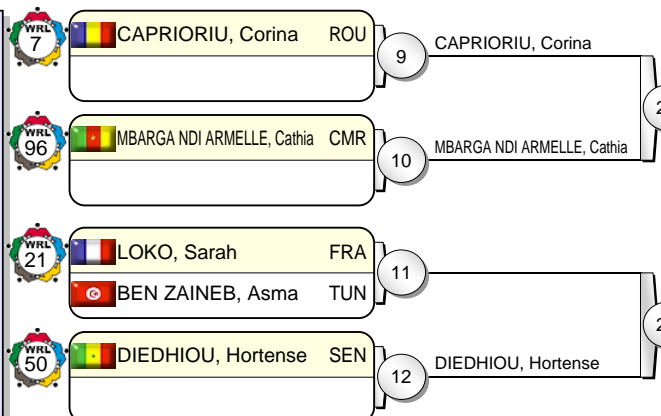 WRL
7
CAPRIORIU, Corina ROU
9
CAPRIORIU, Corina
2
WRL
96
MBARGA NDI ARMELLE, Cathia CMR
10
MBARGA NDI ARMELLE, Cathia
WRL
21
LOKO, Sarah FRA
BEN ZAINEB, Asma TUN
11
2
WRL
50
DIEDHIOU, Hortense SEN
12
DIEDHIOU, Hortense